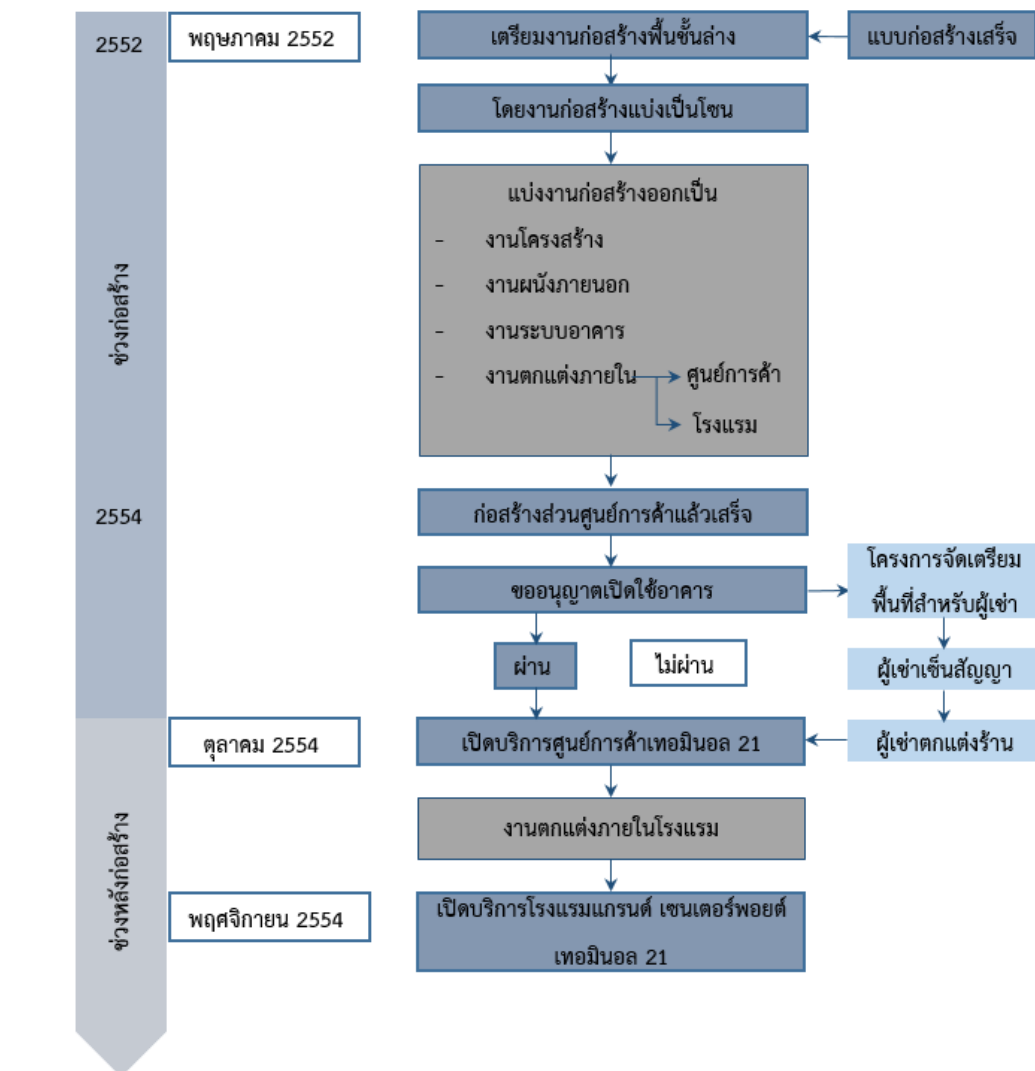 2552
พฤษภาคม 2552
เตรียมงานก่อสร้างพื้นชั้นล่าง
แบบก่อสร้างเสร็จ
โดยงานก่อสร้างแบ่งเป็นโซน
แบ่งงานก่อสร้างออกเป็น
- งานโครงสร้าง
- งานผนังภายนอก
- งานระบบอาคาร
- งานตกแต่งภายใน ศูนย์การค้า
โรงแรม
ช่วงก่อสร้าง
2554
ก่อสร้างส่วนศูนย์การค้าแล้วเสร็จ
ขออนุญาตเปิดใช้อาคาร
โครงการจัดเตรียม
พื้นที่สำหรับผู้เช่า
ผ่าน
ไม่ผ่าน
ผู้เช่าเซ็นสัญญา
ตุลาคม 2554
เปิดบริการศูนย์การค้าเทอมินอล 21
ผู้เช่าตกแต่งร้าน
งานตกแต่งภายในโรงแรม
ช่วงหลังก่อสร้าง
พฤศจิกายน 2554
เปิดบริการโรงแรมแกรนด์ เซนเตอร์พอยต์
เทอมินอล 21